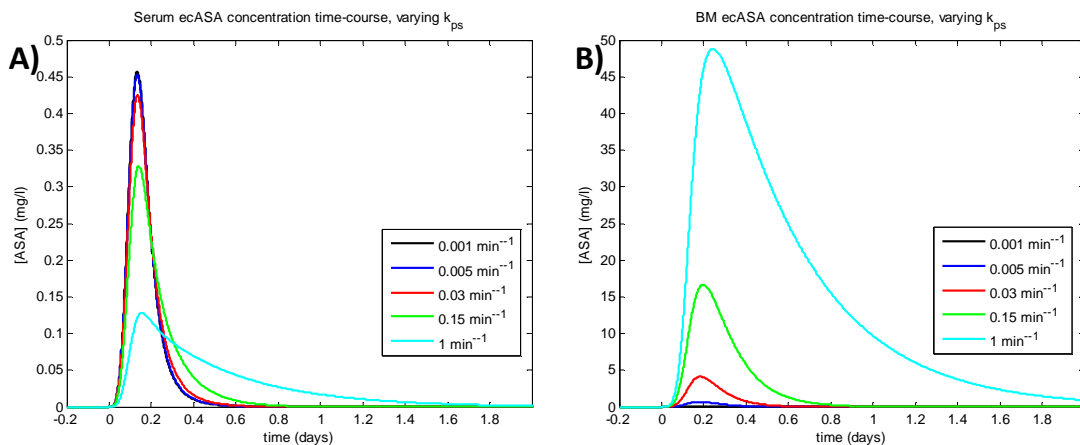 Serum ecASA concentration time-course, varying k_ps
A)
0.5
0.45
0.4
0.35
0.3
0.25
0.2
0.15
0.1
0.05
0
[ASA] (mg/l)
-0.2 0 0.2 0.4 0.6 0.8 1 1.2 1.4 1.6 1.8
time (days)
0.001 min⁻⁻¹
0.005 min⁻⁻¹
0.03 min⁻⁻¹
0.15 min⁻⁻¹
1 min⁻⁻¹
BM ecASA concentration time-course, varying k_ps
B)
50
45
40
35
30
25
20
15
10
5
0
[ASA] (mg/l)
-0.2 0 0.2 0.4 0.6 0.8 1 1.2 1.4 1.6 1.8
time (days)
0.001 min⁻⁻¹
0.005 min⁻⁻¹
0.03 min⁻⁻¹
0.15 min⁻⁻¹
1 min⁻⁻¹